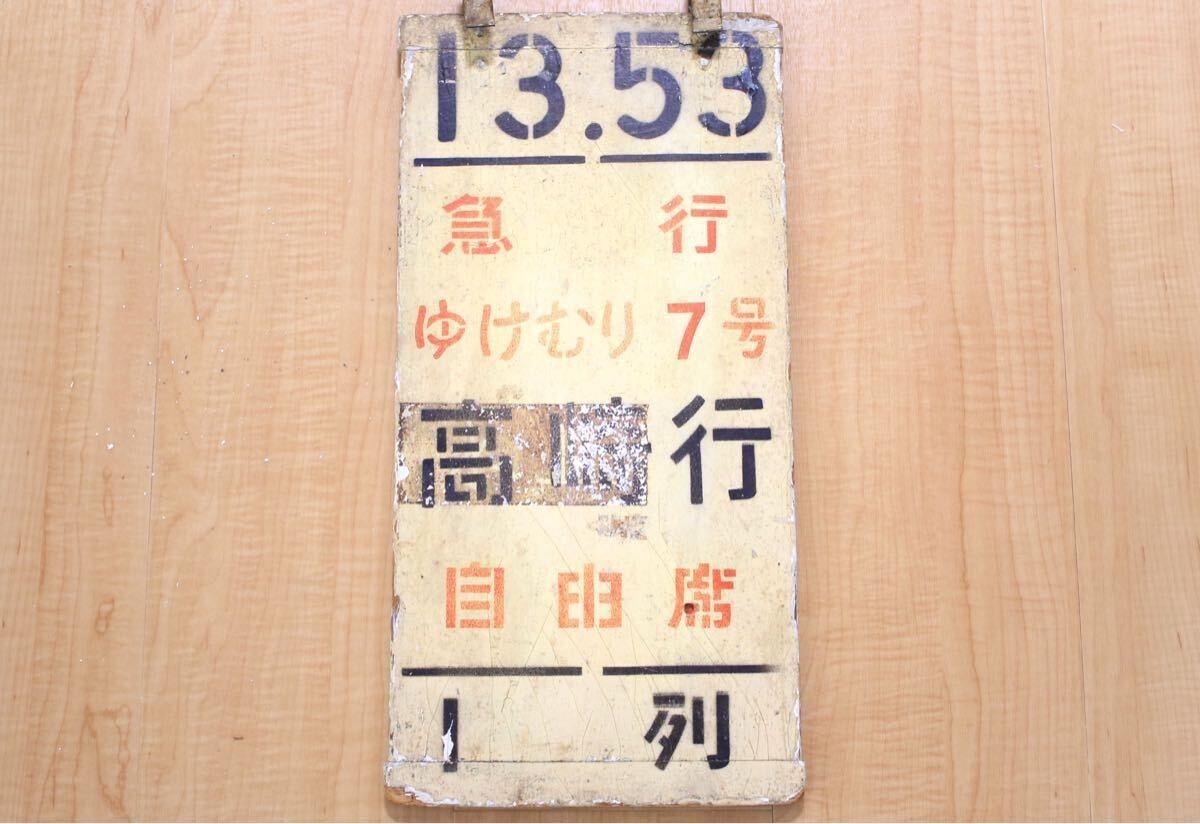 13.53
急行
ゆけむり7号
高崎行
自由席
1列